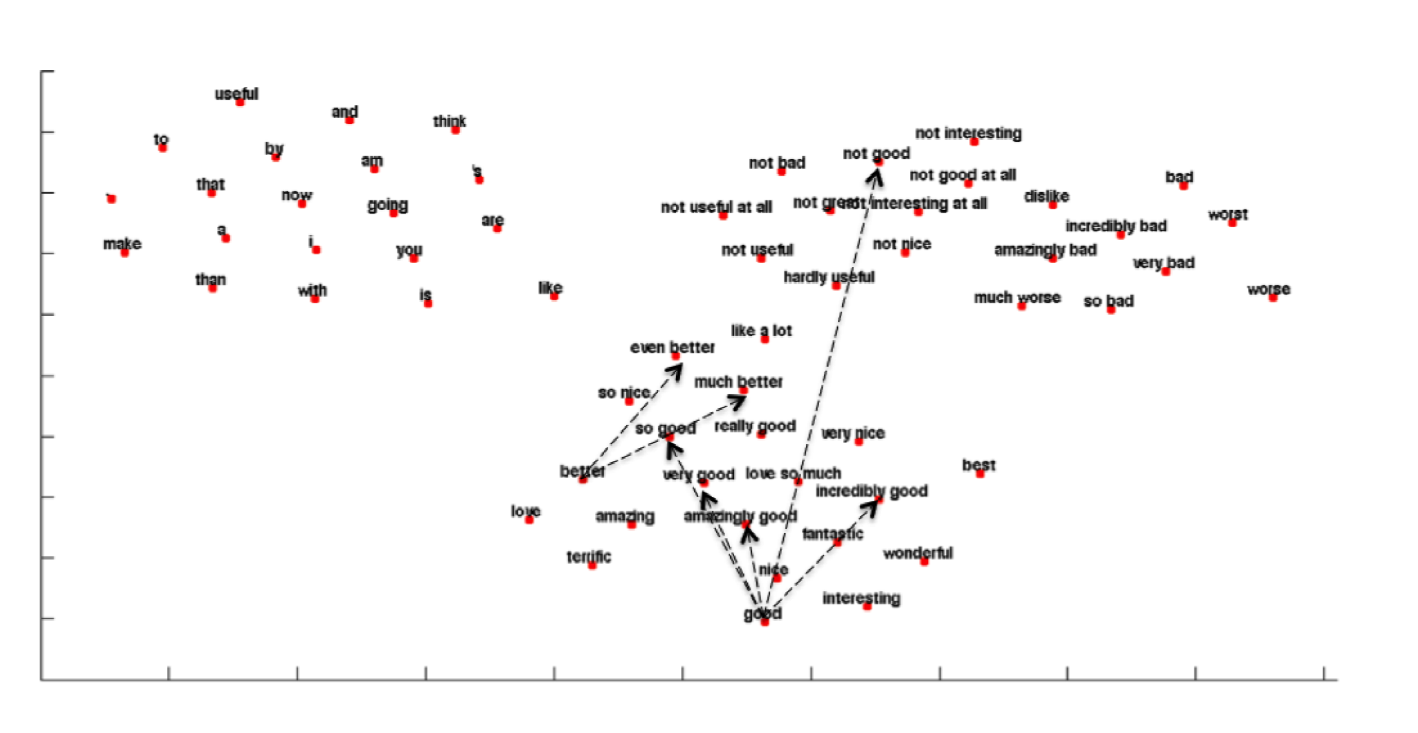 useful
and
think
to
by
am
's
that
now
going
are
make
a
i
you
than
with
is
like
not interesting
not good
not bad
not good at all
bad
dislike
not useful at all
not great
not interesting at all
worst
incredibly bad
not useful
not nice
amazingly bad
very bad
hardly useful
much worse
so bad
worse
like a lot
even better
much better
so nice
so good
really good
very nice
better
very good
love so much
best
incredibly good
love
amazing
amazingly good
fantastic
terrific
wonderful
nice
interesting
good